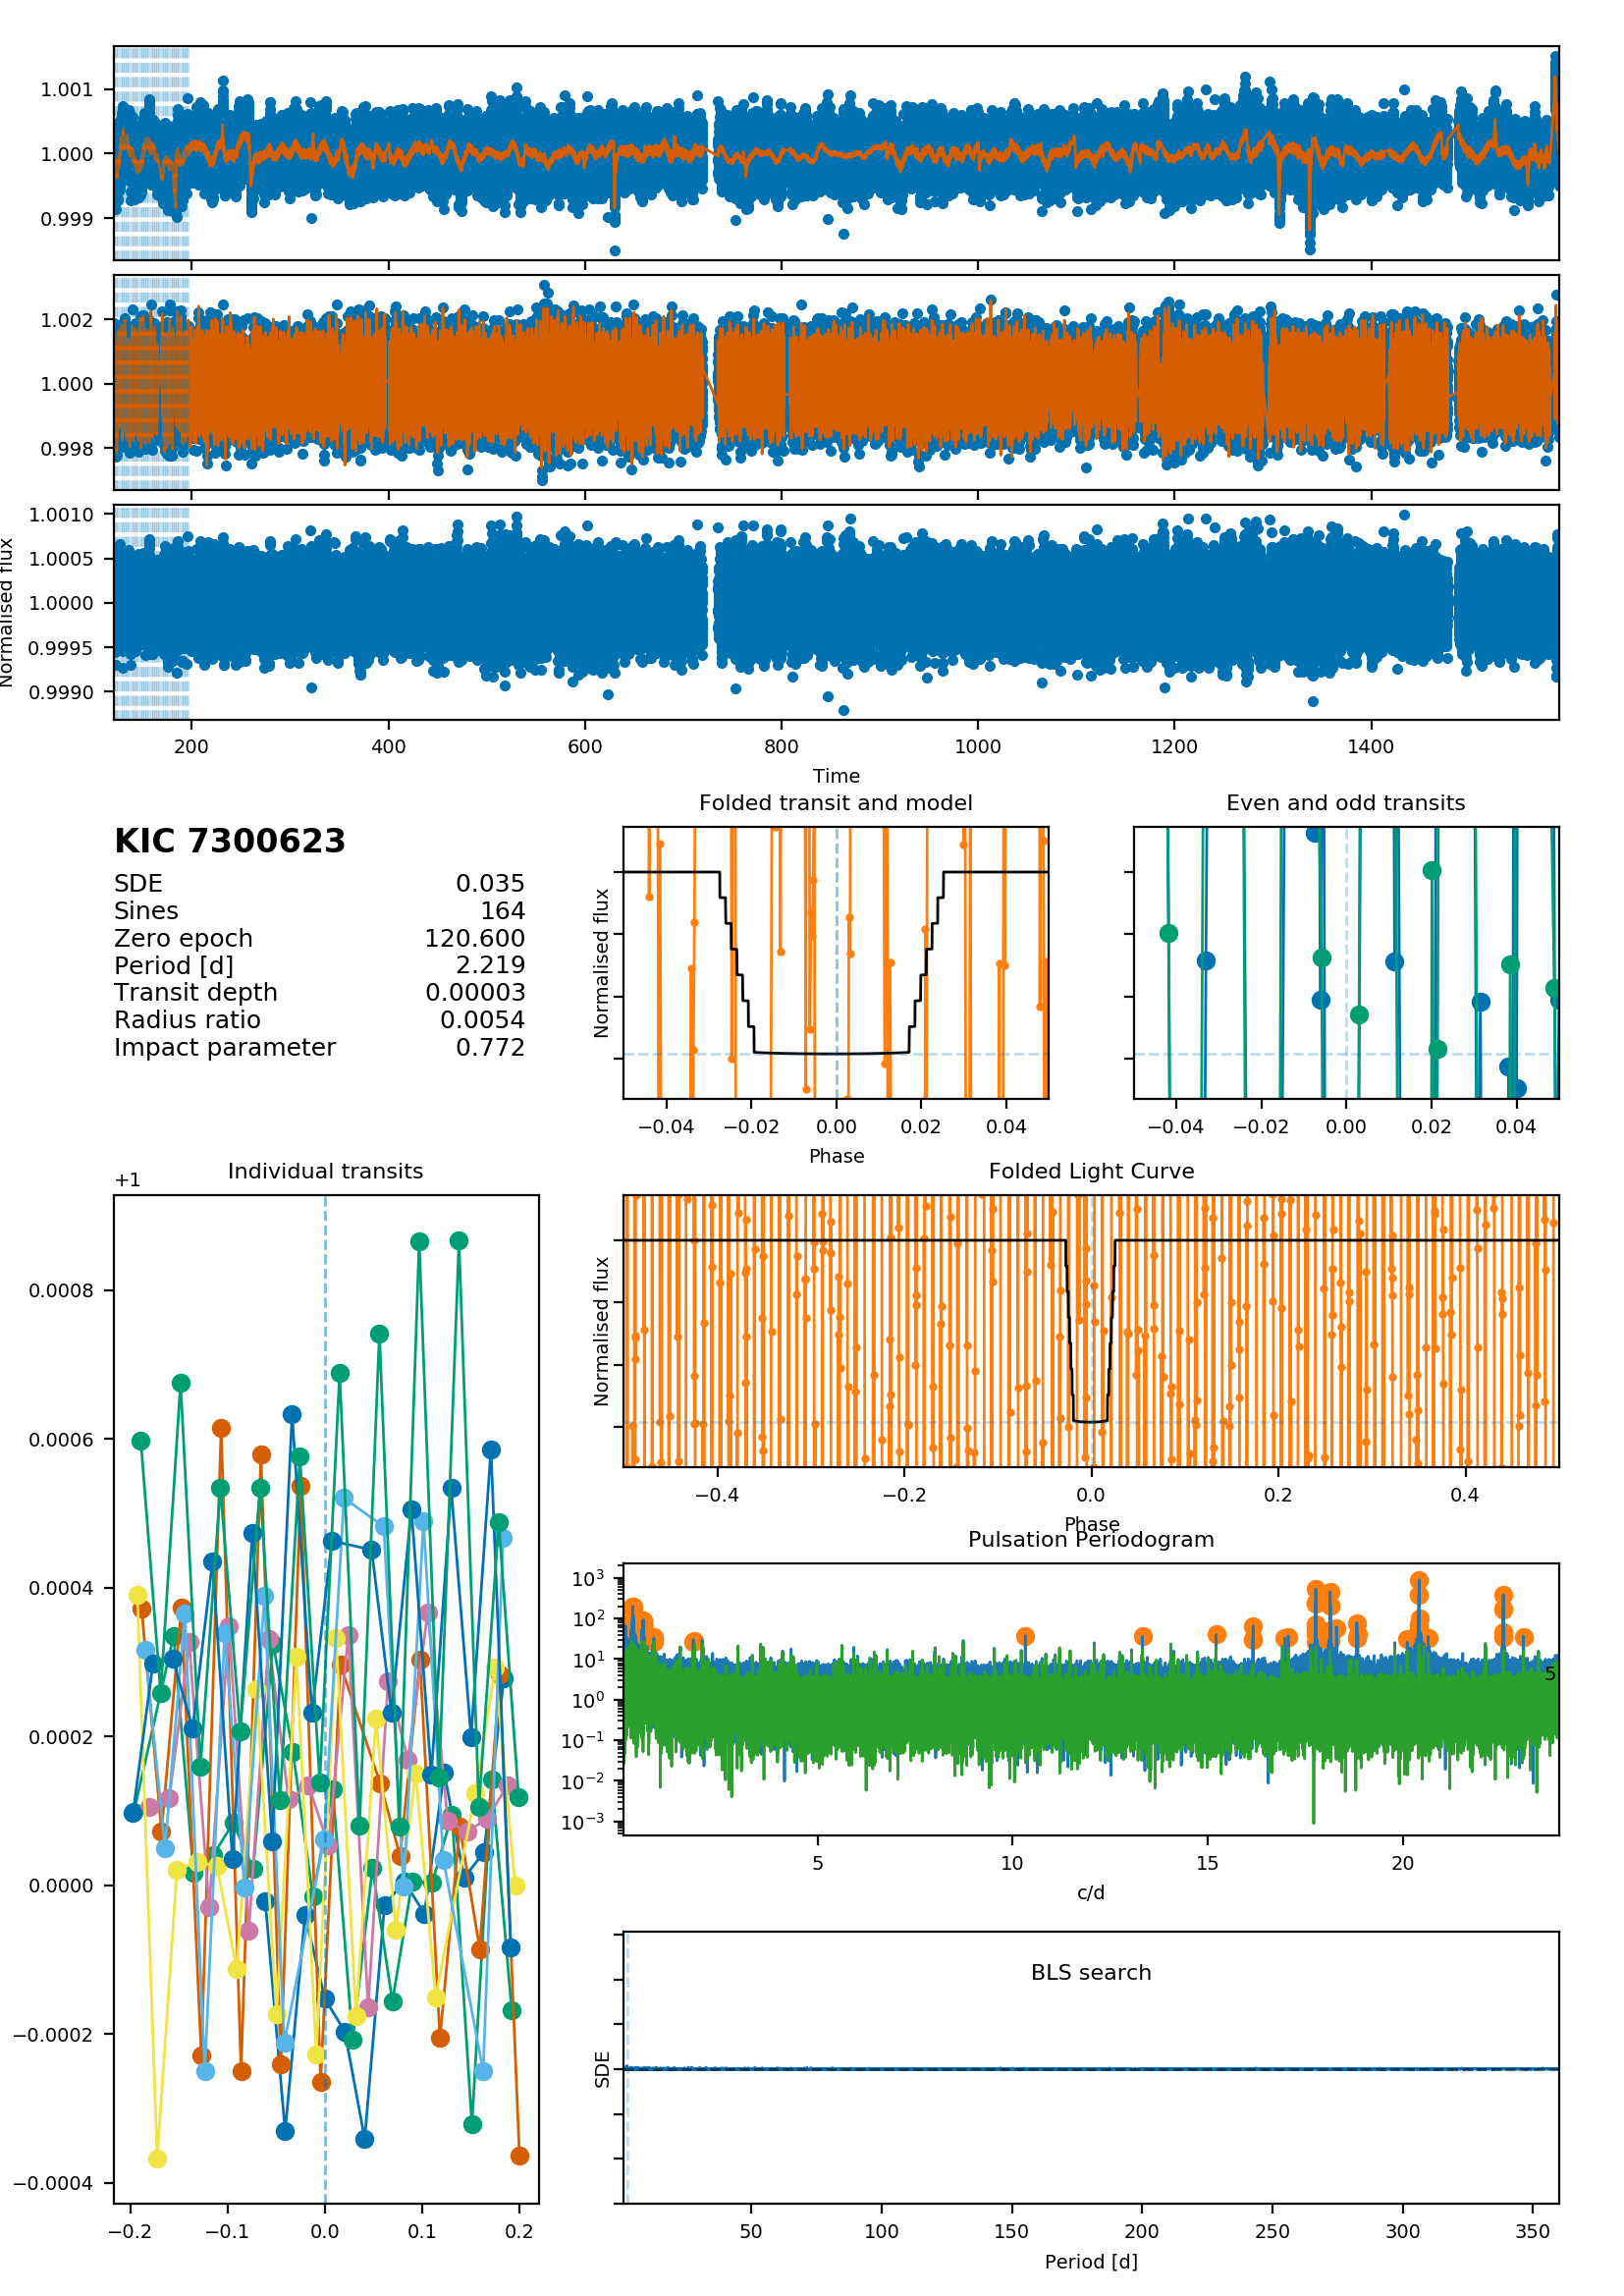 1.001
1.000
0.999
1.002
1.000
0.998
1.0010
1.0005
1.0000
0.9995
0.9990
Normalised flux
200 400 600 800 1000 1200 1400
Time
KIC 7300623
SDE 0.035
Sines 164
Zero epoch 120.600
Period [d] 2.219
Transit depth 0.00003
Radius ratio 0.0054
Impact parameter 0.772
Folded transit and model
Normalised flux
−0.04 −0.02 0.00 0.02 0.04
Phase
Even and odd transits
−0.04 −0.02 0.00 0.02 0.04
Individual transits
+1
0.0008
0.0006
0.0004
0.0002
0.0000
−0.0002
−0.0004
−0.2 −0.1 0.0 0.1 0.2
Folded Light Curve
Normalised flux
−0.4 −0.2 0.0 0.2 0.4
Phase
Pulsation Periodogram
10³
10²
10¹
10⁰
10⁻¹
10⁻²
10⁻³
5
5 10 15 20
c/d
BLS search
SDE
50 100 150 200 250 300 350
Period [d]